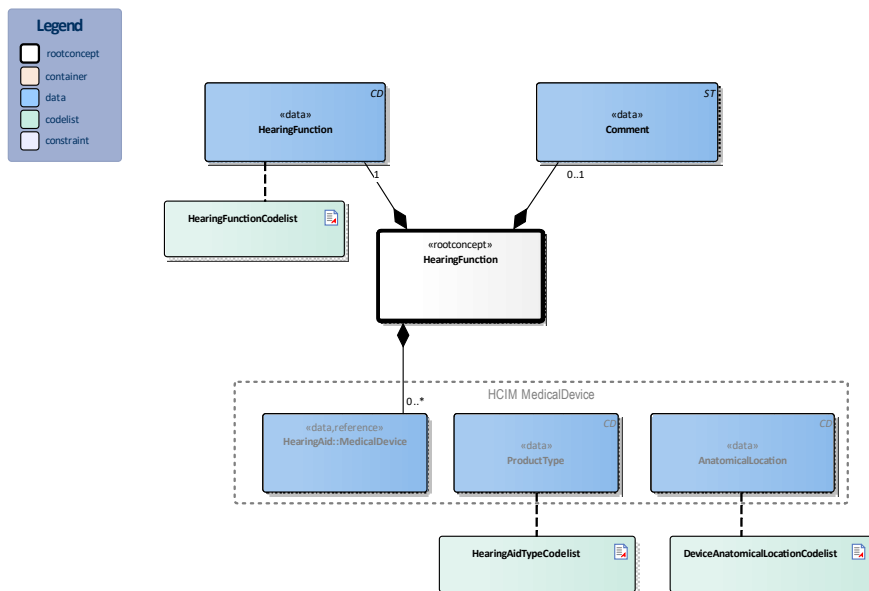 Legend
rootconcept
container
data
codelist
constraint
CD
«data»
HearingFunction
ST
«data»
Comment
1
0..1
HearingFunctionCodelist
«rootconcept»
HearingFunction
HCIM MedicalDevice
0..*
«data,reference»
HearingAid::MedicalDevice
CD
«data»
ProductType
CD
«data»
AnatomicalLocation
HearingAidTypeCodelist
DeviceAnatomicalLocationCodelist